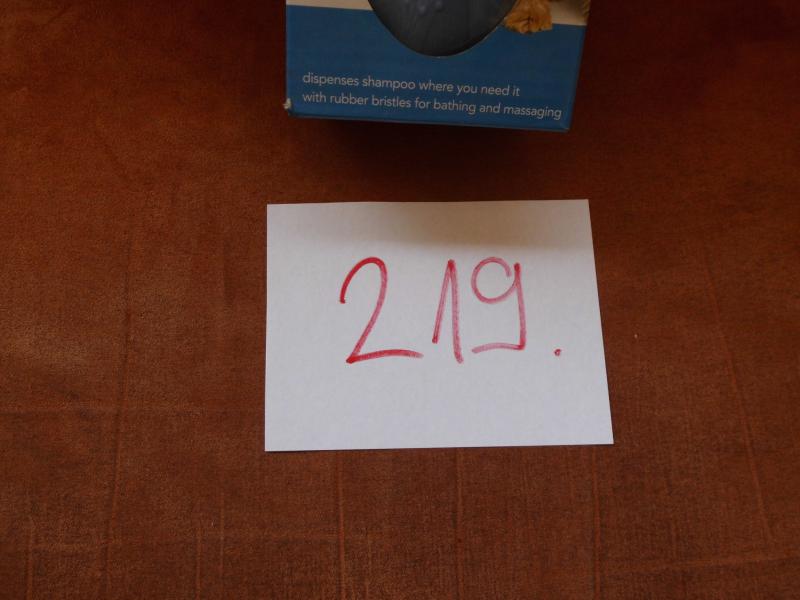 dispenses shampoo where you need it
with rubber bristles for bathing and massaging
219.